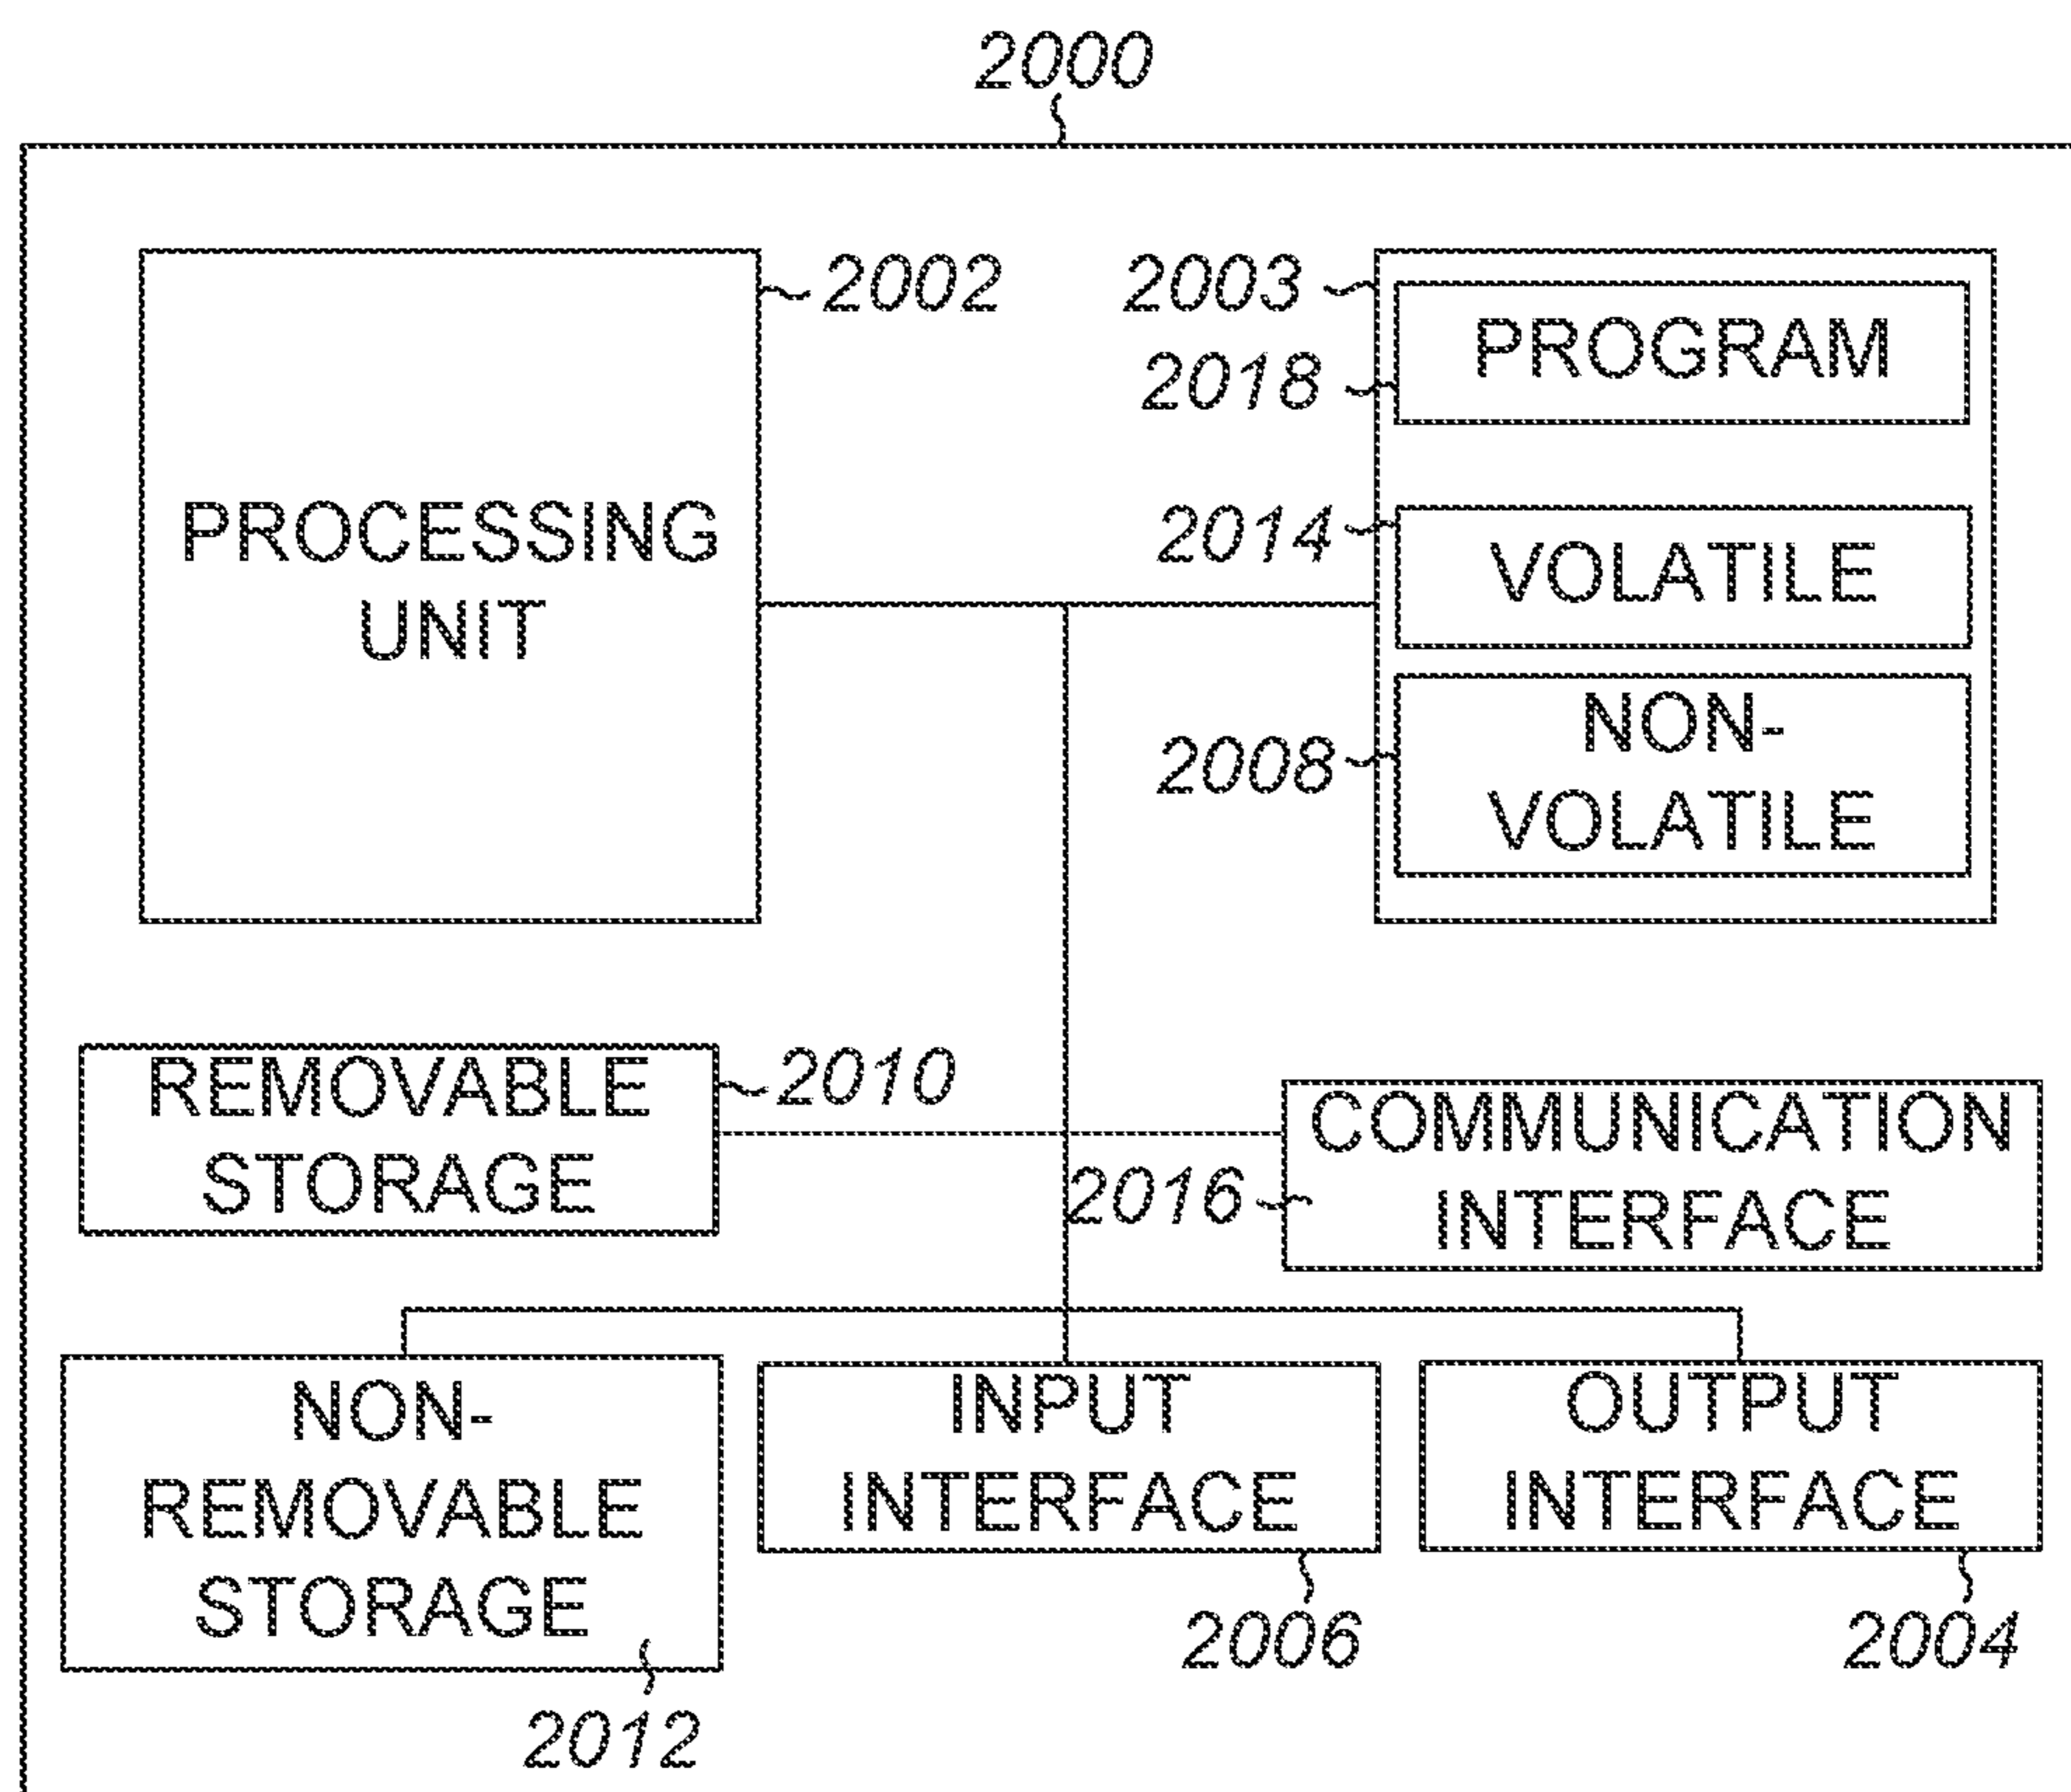 2000
PROCESSING
UNIT
2002
2003
PROGRAM
2018
2014
VOLATILE
2008
NON-
VOLATILE
REMOVABLE
STORAGE
2010
COMMUNICATION
INTERFACE
2016
NON-
REMOVABLE
STORAGE
2012
INPUT
INTERFACE
2006
OUTPUT
INTERFACE
2004